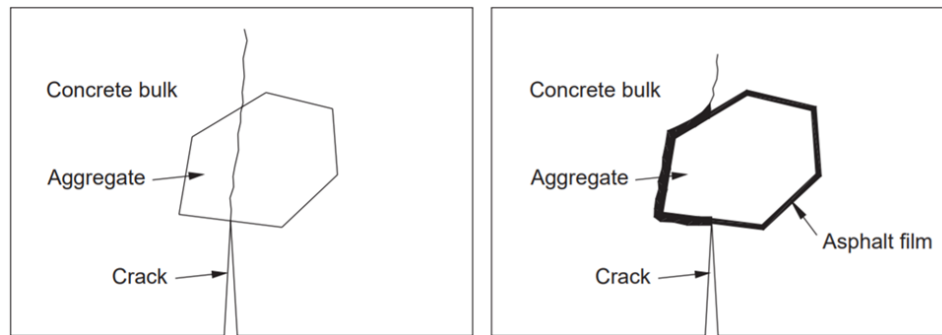 Concrete bulk
Aggregate
Crack
Concrete bulk
Aggregate
Asphalt film
Crack